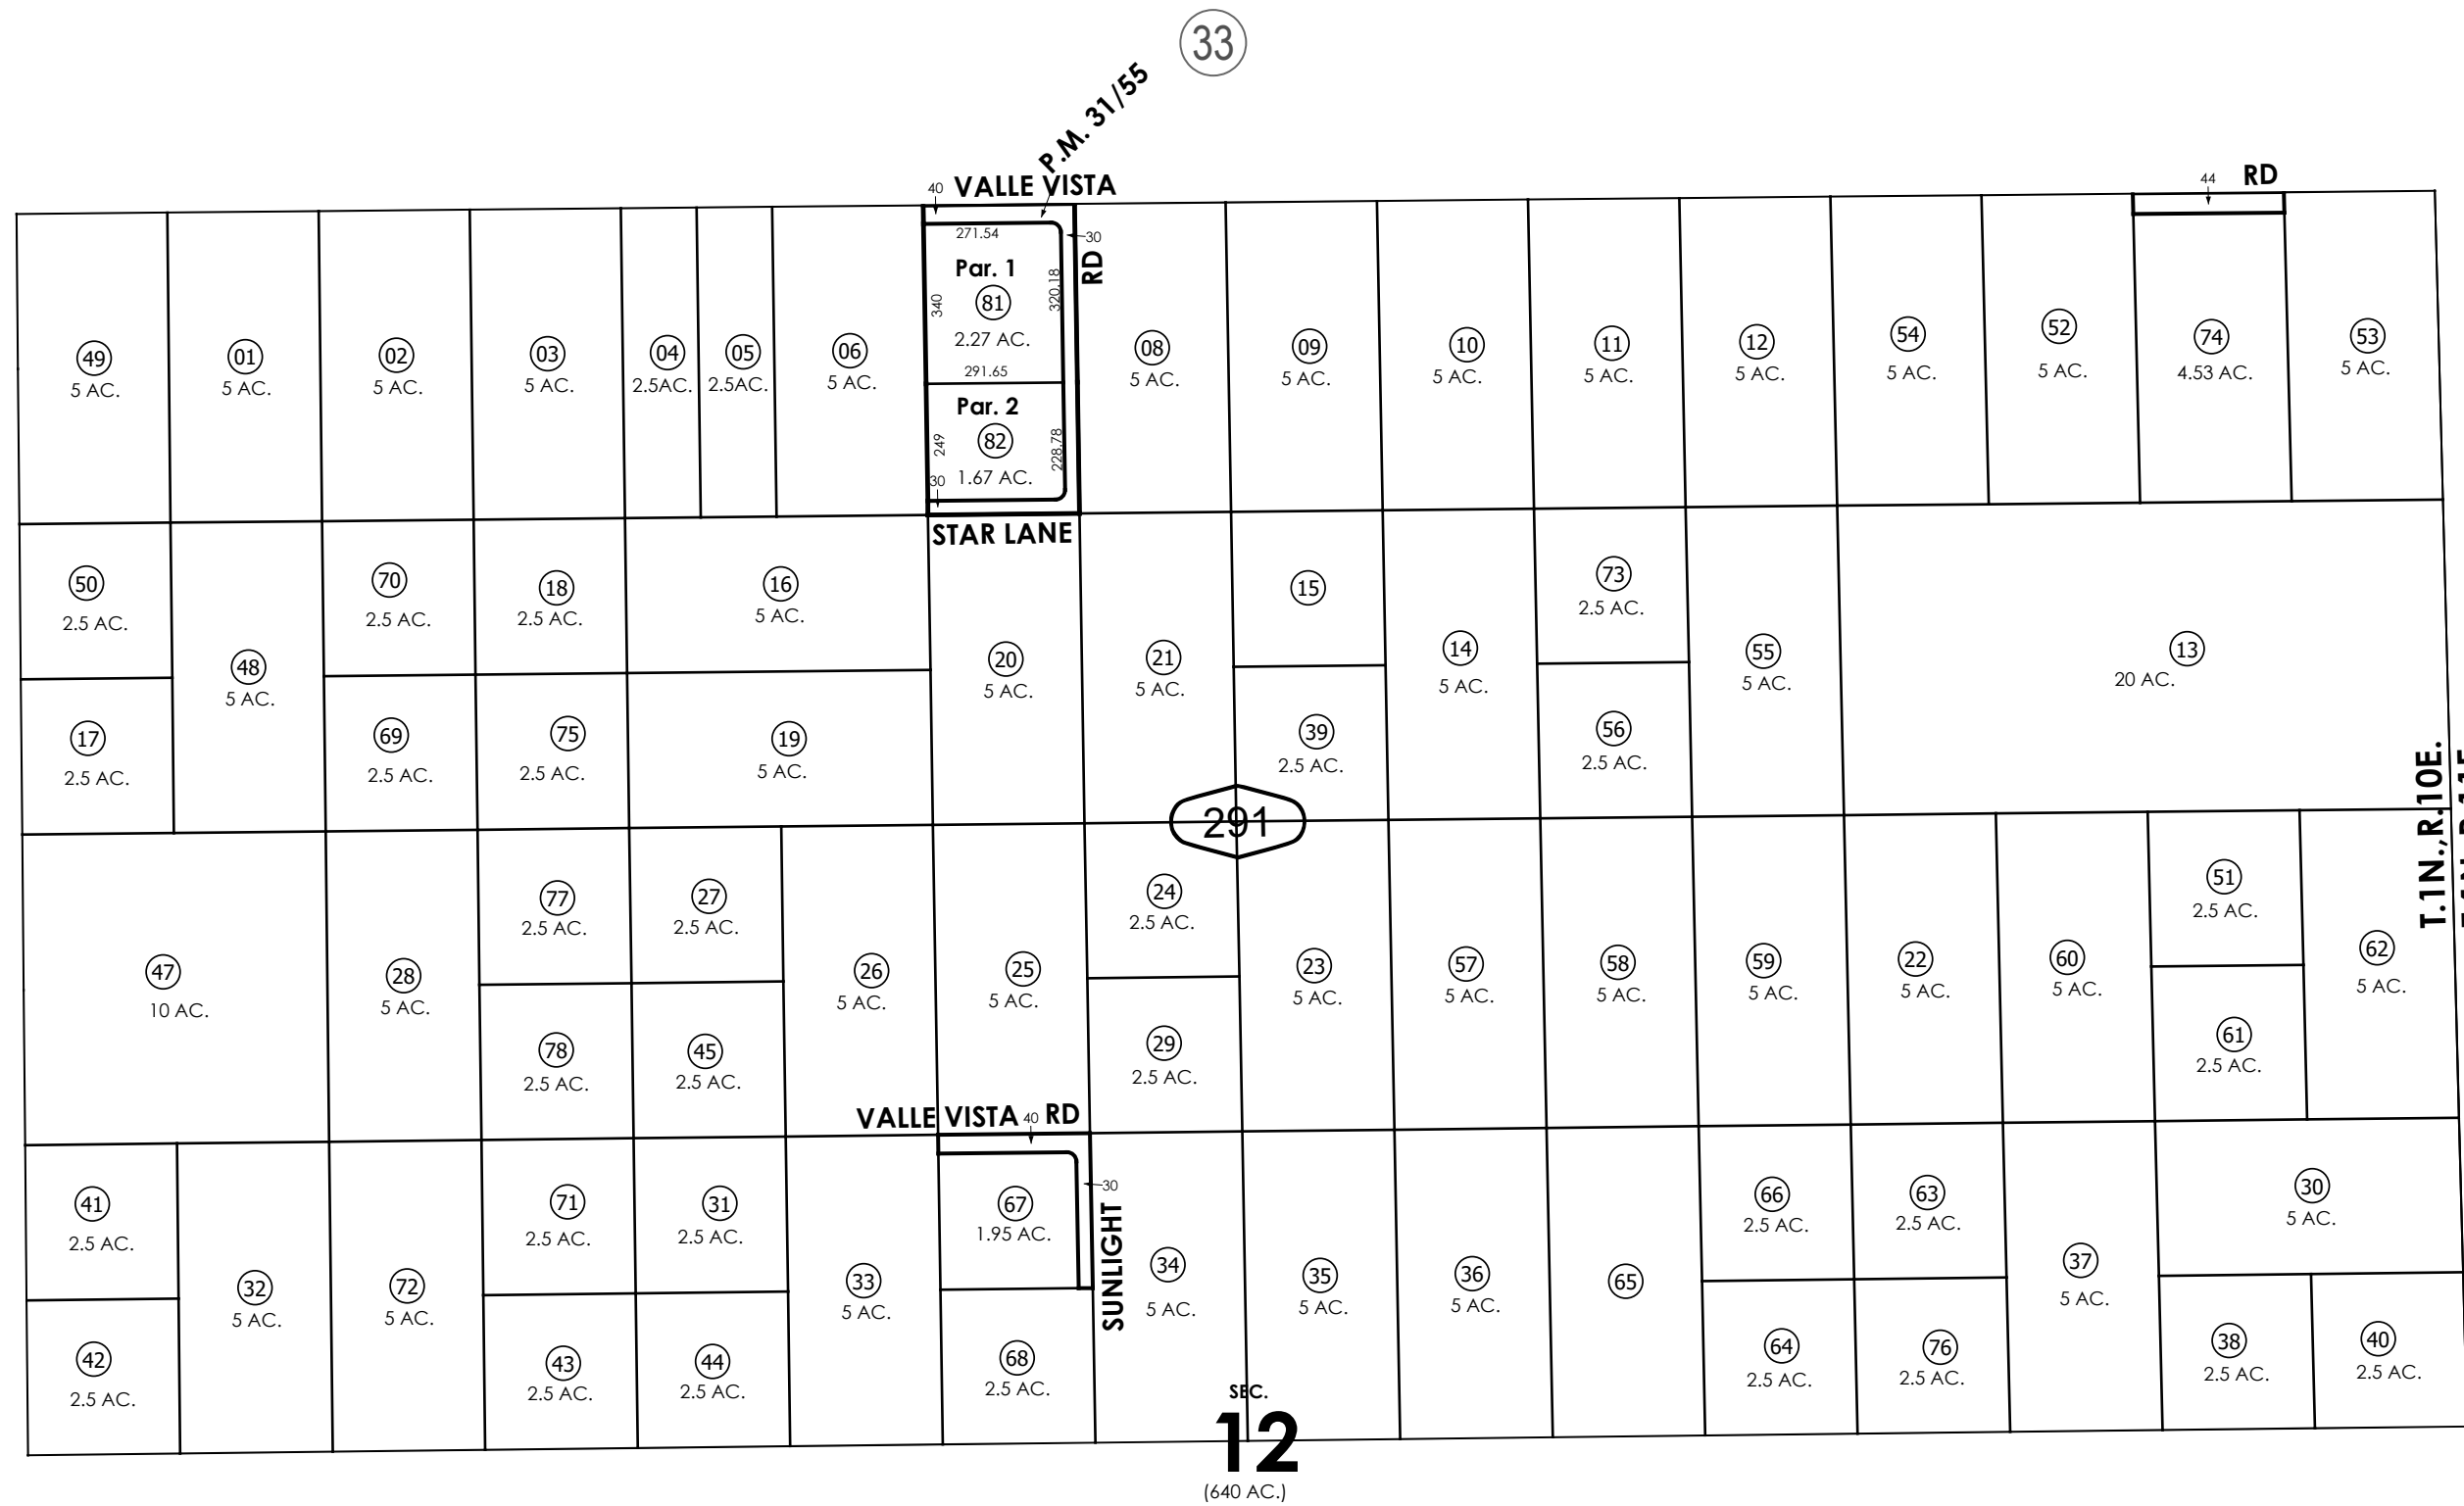 33
P.M. 31/55
40
VALLE VISTA
44
RD
271.54
30
RD
Par. 1
81
2.27 AC.
340
320.18
291.65
Par. 2
82
1.67 AC.
249
228.78
30
STAR LANE
49
5 AC.
01
5 AC.
02
5 AC.
03
5 AC.
04
2.5AC.
05
2.5AC.
06
5 AC.
08
5 AC.
09
5 AC.
10
5 AC.
11
5 AC.
12
5 AC.
54
5 AC.
52
5 AC.
74
4.53 AC.
53
5 AC.
50
2.5 AC.
70
2.5 AC.
18
2.5 AC.
16
5 AC.
15
73
2.5 AC.
48
5 AC.
20
5 AC.
21
5 AC.
14
5 AC.
55
5 AC.
13
20 AC.
17
2.5 AC.
69
2.5 AC.
75
2.5 AC.
19
5 AC.
39
2.5 AC.
56
2.5 AC.
291
T.1N.,R.10E.
77
2.5 AC.
27
2.5 AC.
24
2.5 AC.
51
2.5 AC.
47
10 AC.
28
5 AC.
26
5 AC.
25
5 AC.
23
5 AC.
57
5 AC.
58
5 AC.
59
5 AC.
22
5 AC.
60
5 AC.
62
5 AC.
78
2.5 AC.
45
2.5 AC.
29
2.5 AC.
61
2.5 AC.
VALLE VISTA 40 RD
30
SUNLIGHT
41
2.5 AC.
71
2.5 AC.
31
2.5 AC.
67
1.95 AC.
66
2.5 AC.
63
2.5 AC.
30
5 AC.
32
5 AC.
72
5 AC.
33
5 AC.
34
5 AC.
35
5 AC.
36
5 AC.
65
37
5 AC.
42
2.5 AC.
43
2.5 AC.
44
2.5 AC.
68
2.5 AC.
64
2.5 AC.
76
2.5 AC.
38
2.5 AC.
40
2.5 AC.
SEC.
12
(640 AC.)